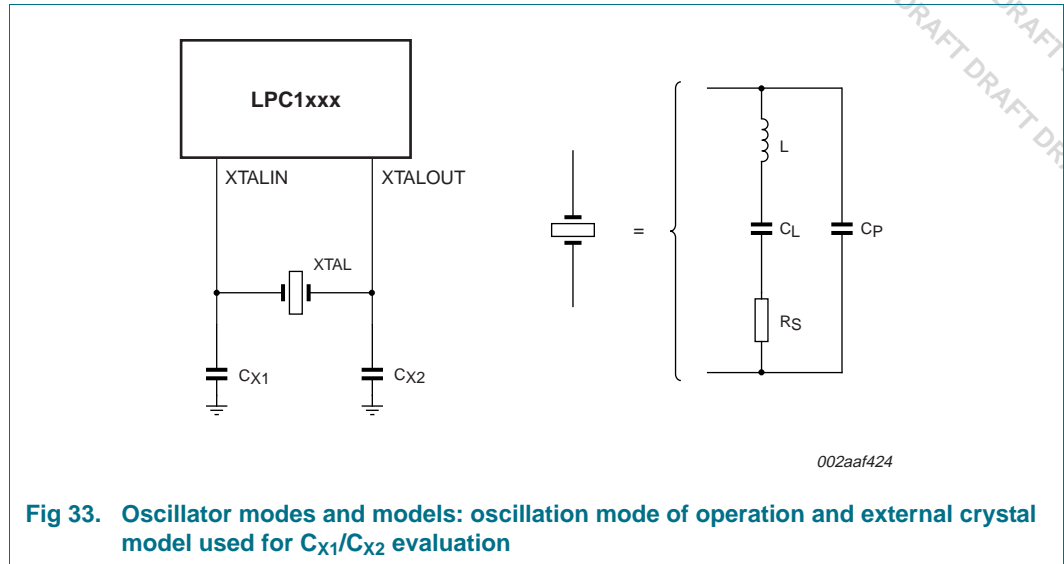 DRAFT DRAFT DRAFT DR
DRAFT
LPC1xxx
XTALIN
XTALOUT
XTAL
CX1
CX2
=
L
CL
CP
RS
002aaf424
Fig 33. Oscillator modes and models: oscillation mode of operation and external crystal
model used for CX1/CX2 evaluation